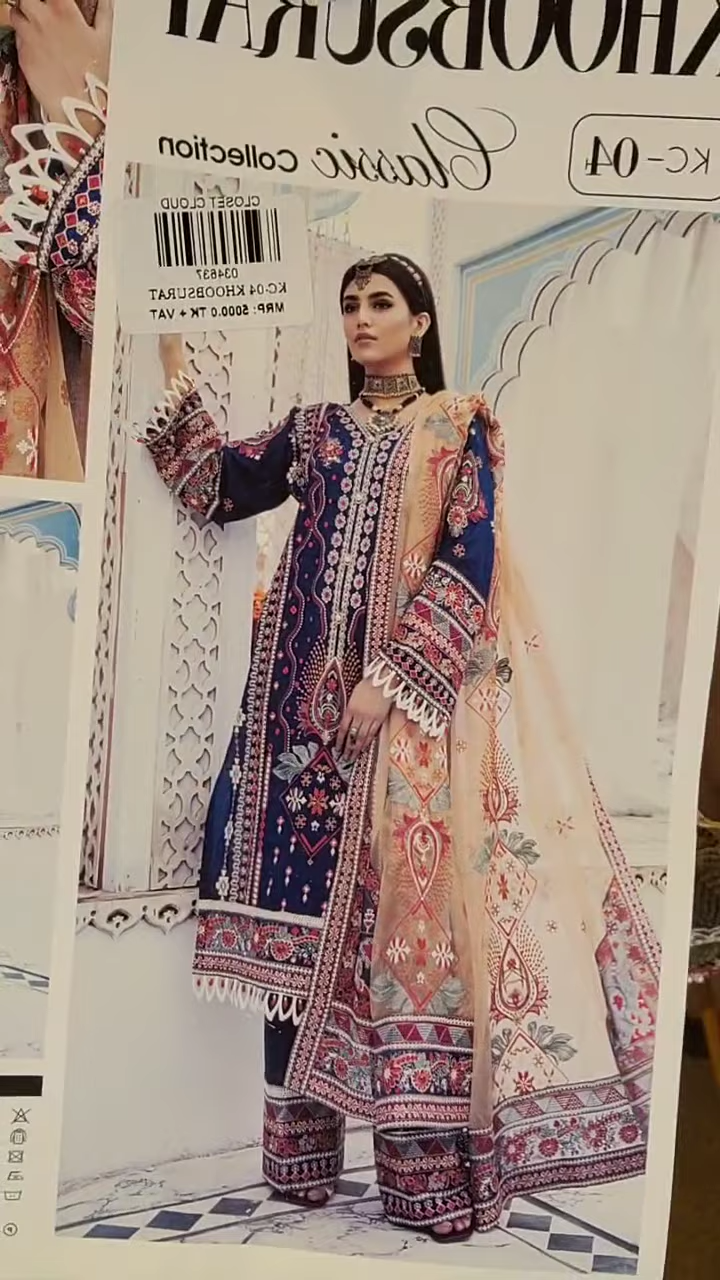 KHOOBSURAT
KC-04
Classic Collection
CLOSET CLOUD
034637
KC-04 KHOOBSURAT
MRP: 5000.0 TK + VAT